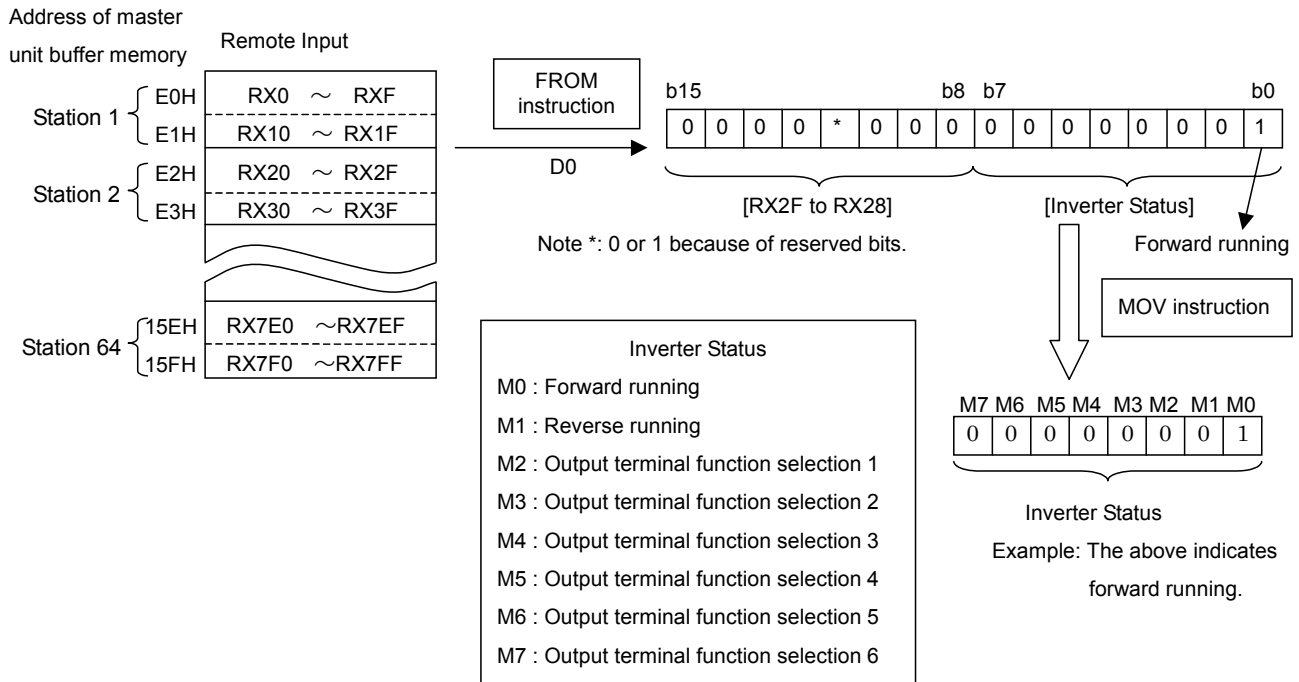 Address of master
unit buffer memory
Remote Input
Station 1
E0H
RX0 ～ RXF
E1H
RX10 ～ RX1F
Station 2
E2H
RX20 ～ RX2F
E3H
RX30 ～ RX3F
Station 64
15EH
RX7E0 ～RX7EF
15FH
RX7F0 ～RX7FF
FROM
instruction
D0
b15 b8 b7 b0
0 0 0 0 * 0 0 0 0 0 0 0 0 0 0 1
[RX2F to RX28]
[Inverter Status]
Note *: 0 or 1 because of reserved bits.
Forward running
MOV instruction
Inverter Status
M0 : Forward running
M1 : Reverse running
M2 : Output terminal function selection 1
M3 : Output terminal function selection 2
M4 : Output terminal function selection 3
M5 : Output terminal function selection 4
M6 : Output terminal function selection 5
M7 : Output terminal function selection 6
M7 M6 M5 M4 M3 M2 M1 M0
0 0 0 0 0 0 0 1
Inverter Status
Example: The above indicates
forward running.